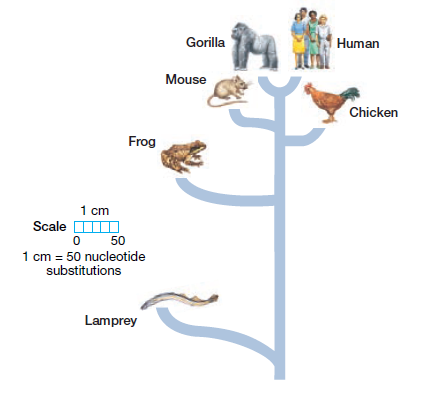 Gorilla
Human
Mouse
Chicken
Frog
1 cm
Scale
0 50
1 cm = 50 nucleotide
substitutions
Lamprey